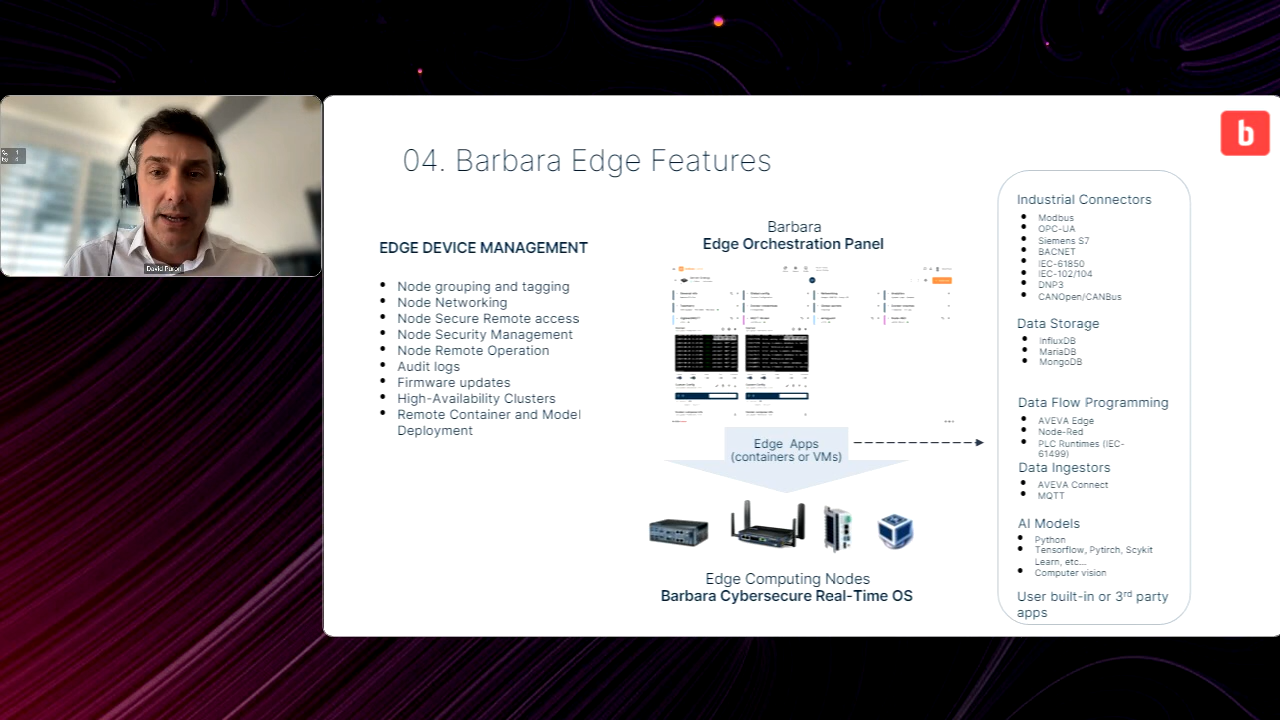 David Purón
b
04. Barbara Edge Features
EDGE DEVICE MANAGEMENT
Node grouping and tagging
Node Networking
Node Secure Remote access
Node Security Management
Node Remote Operation
Audit logs
Firmware updates
High-Availability Clusters
Remote Container and Model
Deployment
Barbara
Edge Orchestration Panel
Edge Apps
(containers or VMs)
Edge Computing Nodes
Barbara Cybersecure Real-Time OS
Industrial Connectors
Modbus
OPC-UA
Siemens S7
BACNET
IEC-61850
IEC-102/104
DNP3
CANOpen/CANBus
Data Storage
InfluxDB
MariaDB
MongoDB
Data Flow Programming
AVEVA Edge
Node-Red
PLC Runtimes (IEC-
61499)
Data Ingestors
AVEVA Connect
MQTT
AI Models
Python
Tensorflow, Pytirch, Scykit
Learn, etc...
Computer vision
User built-in or 3rd party
apps